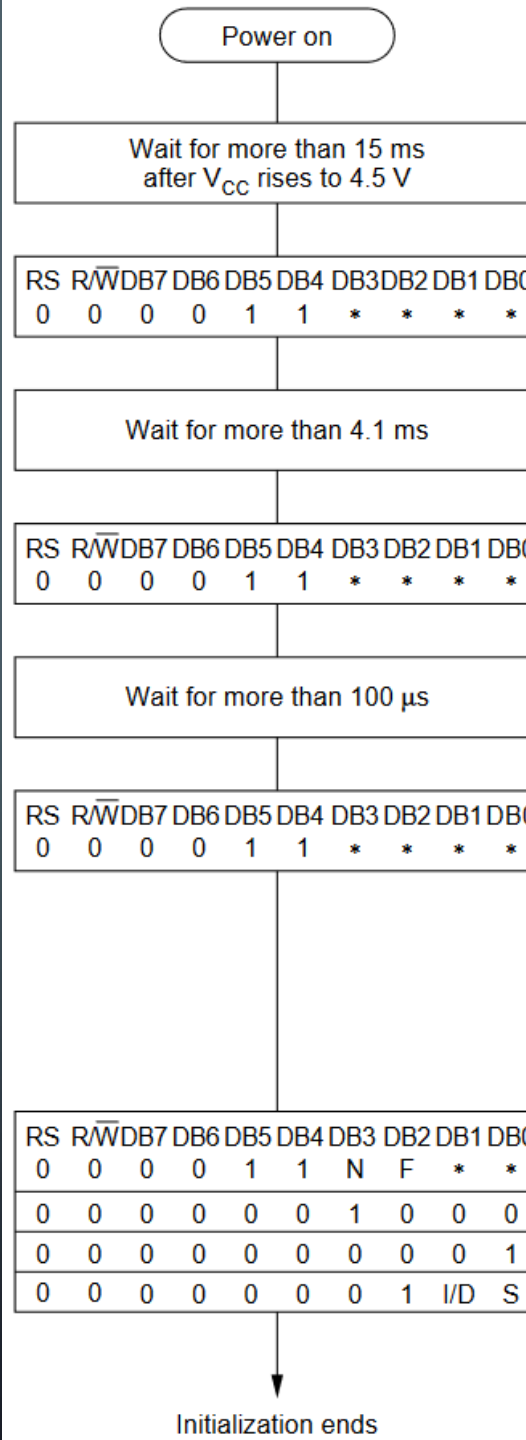 Power on
Wait for more than 15 ms
after VCC rises to 4.5 V
RS R/W̅ DB7 DB6 DB5 DB4 DB3 DB2 DB1 DB0
0 0 0 0 1 1 * * * *
Wait for more than 4.1 ms
RS R/W̅ DB7 DB6 DB5 DB4 DB3 DB2 DB1 DB0
0 0 0 0 1 1 * * * *
Wait for more than 100 μs
RS R/W̅ DB7 DB6 DB5 DB4 DB3 DB2 DB1 DB0
0 0 0 0 1 1 * * * *
RS R/W̅ DB7 DB6 DB5 DB4 DB3 DB2 DB1 DB0
0 0 0 0 1 1 N F * *
0 0 0 0 0 0 1 0 0 0
0 0 0 0 0 0 0 0 0 1
0 0 0 0 0 0 0 1 I/D S
Initialization ends